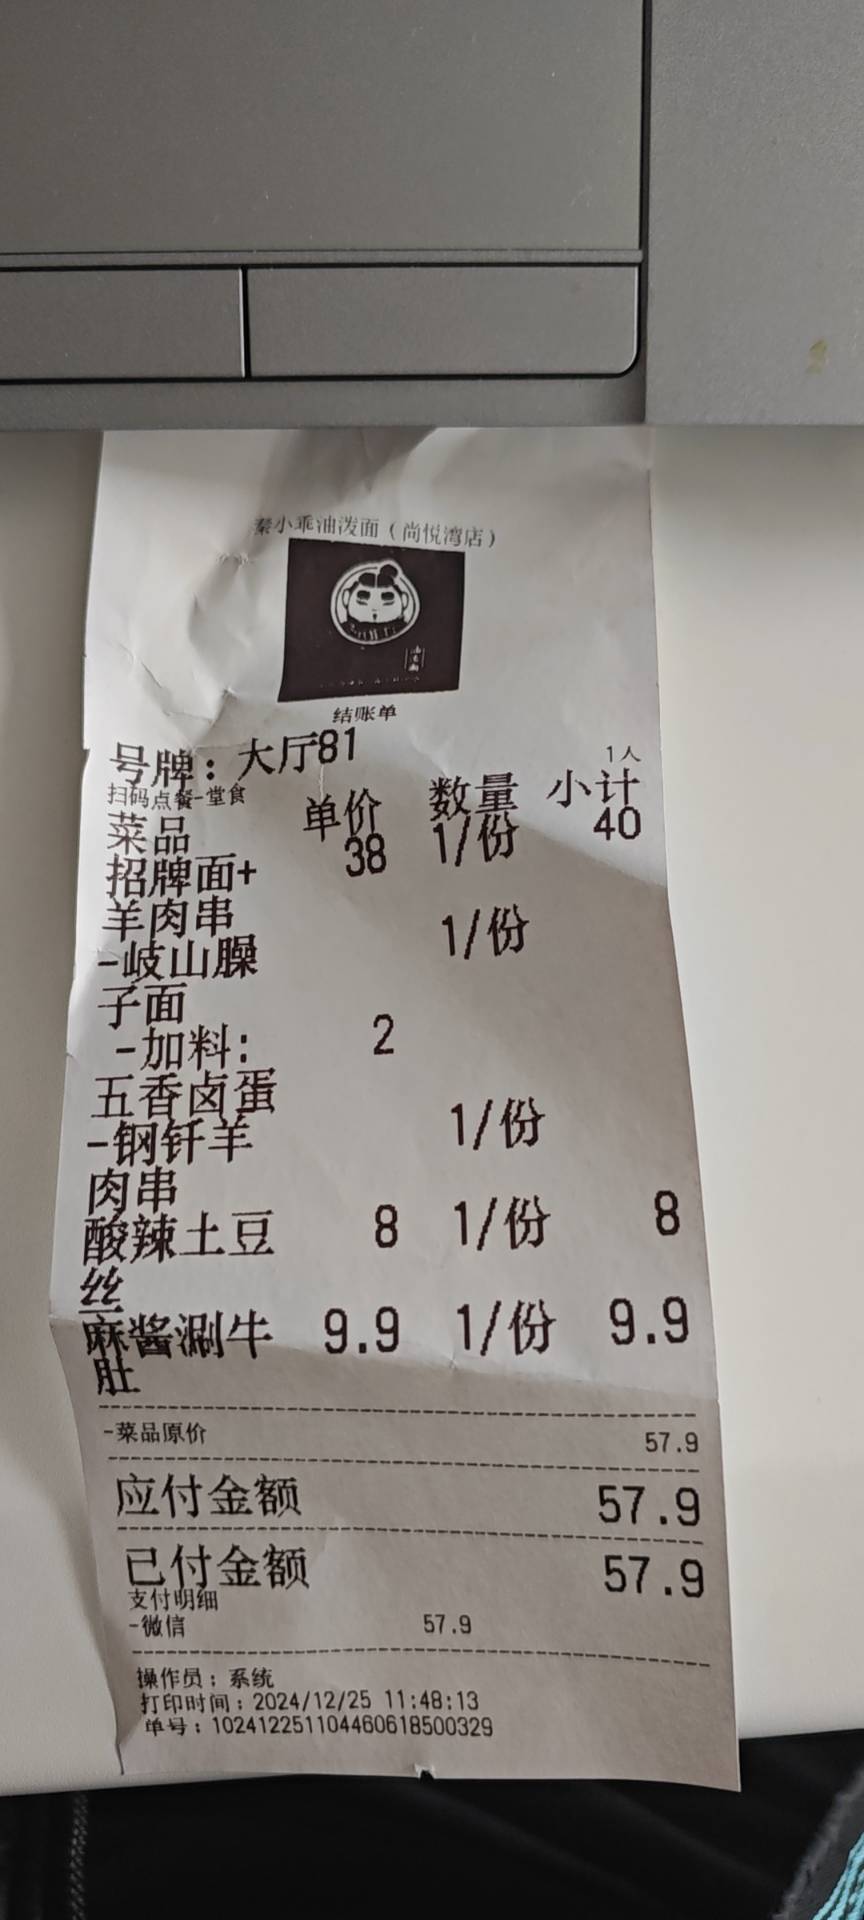 秦小乖油泼面（尚悦湾店）
结账单
号牌：大厅81
1人
扫码点餐-堂食
菜品 单价 数量 小计
招牌面+ 38 1/份 40
羊肉串
-岐山臊 1/份
子面
-加料: 2
五香卤蛋
-钢钎羊 1/份
肉串
酸辣土豆 8 1/份 8
丝
麻酱涮牛 9.9 1/份 9.9
肚
-菜品原价 57.9
应付金额 57.9
已付金额 57.9
支付明细
-微信 57.9
操作员：系统
打印时间：2024/12/25 11:48:13
单号：102412251104460618500329